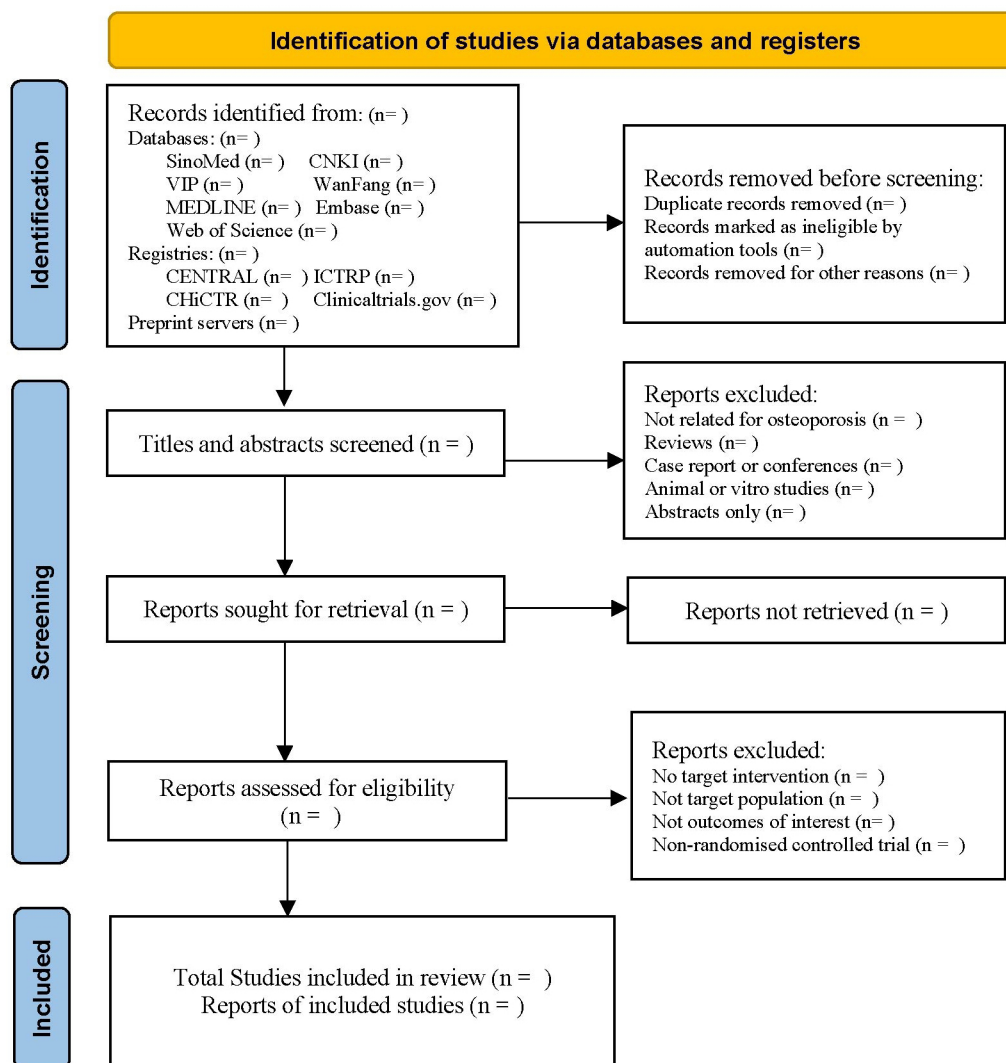 Identification of studies via databases and registers
Identification
Records identified from: (n= )
Databases: (n= )
SinoMed (n= ) CNKI (n= )
VIP (n= ) WanFang (n= )
MEDLINE (n= ) Embase (n= )
Web of Science (n= )
Registries: (n= )
CENTRAL (n= ) ICTRP (n= )
CHiCTR (n= ) Clinicaltrials.gov (n= )
Preprint servers (n= )
Records removed before screening:
Duplicate records removed (n= )
Records marked as ineligible by
automation tools (n= )
Records removed for other reasons (n= )
Screening
Titles and abstracts screened (n = )
Reports excluded:
Not related for osteoporosis (n = )
Reviews (n= )
Case report or conferences (n= )
Animal or vitro studies (n= )
Abstracts only (n= )
Reports sought for retrieval (n = )
Reports not retrieved (n = )
Reports assessed for eligibility
(n = )
Reports excluded:
No target intervention (n = )
Not target population (n = )
Not outcomes of interest (n= )
Non-randomised controlled trial (n = )
Included
Total Studies included in review (n = )
Reports of included studies (n = )